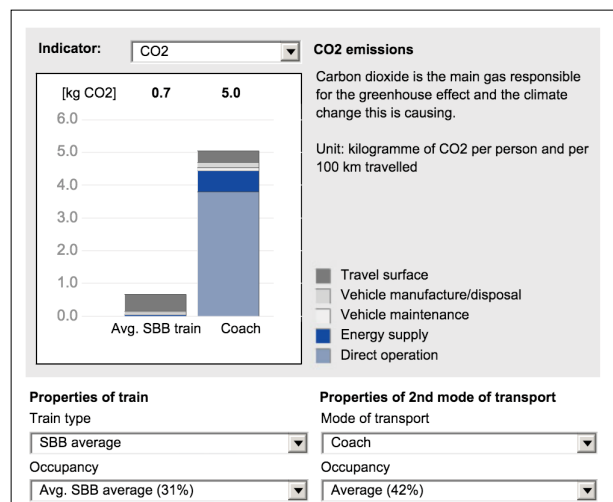 Indicator: CO2
CO2 emissions
Carbon dioxide is the main gas responsible
for the greenhouse effect and the climate
change this is causing.
Unit: kilogramme of CO2 per person and per
100 km travelled
[kg CO2] 0.7 5.0
6.0
5.0
4.0
3.0
2.0
1.0
0.0
Avg. SBB train Coach
Travel surface
Vehicle manufacture/disposal
Vehicle maintenance
Energy supply
Direct operation
Properties of train
Train type
SBB average
Occupancy
Avg. SBB average (31%)
Properties of 2nd mode of transport
Mode of transport
Coach
Occupancy
Average (42%)